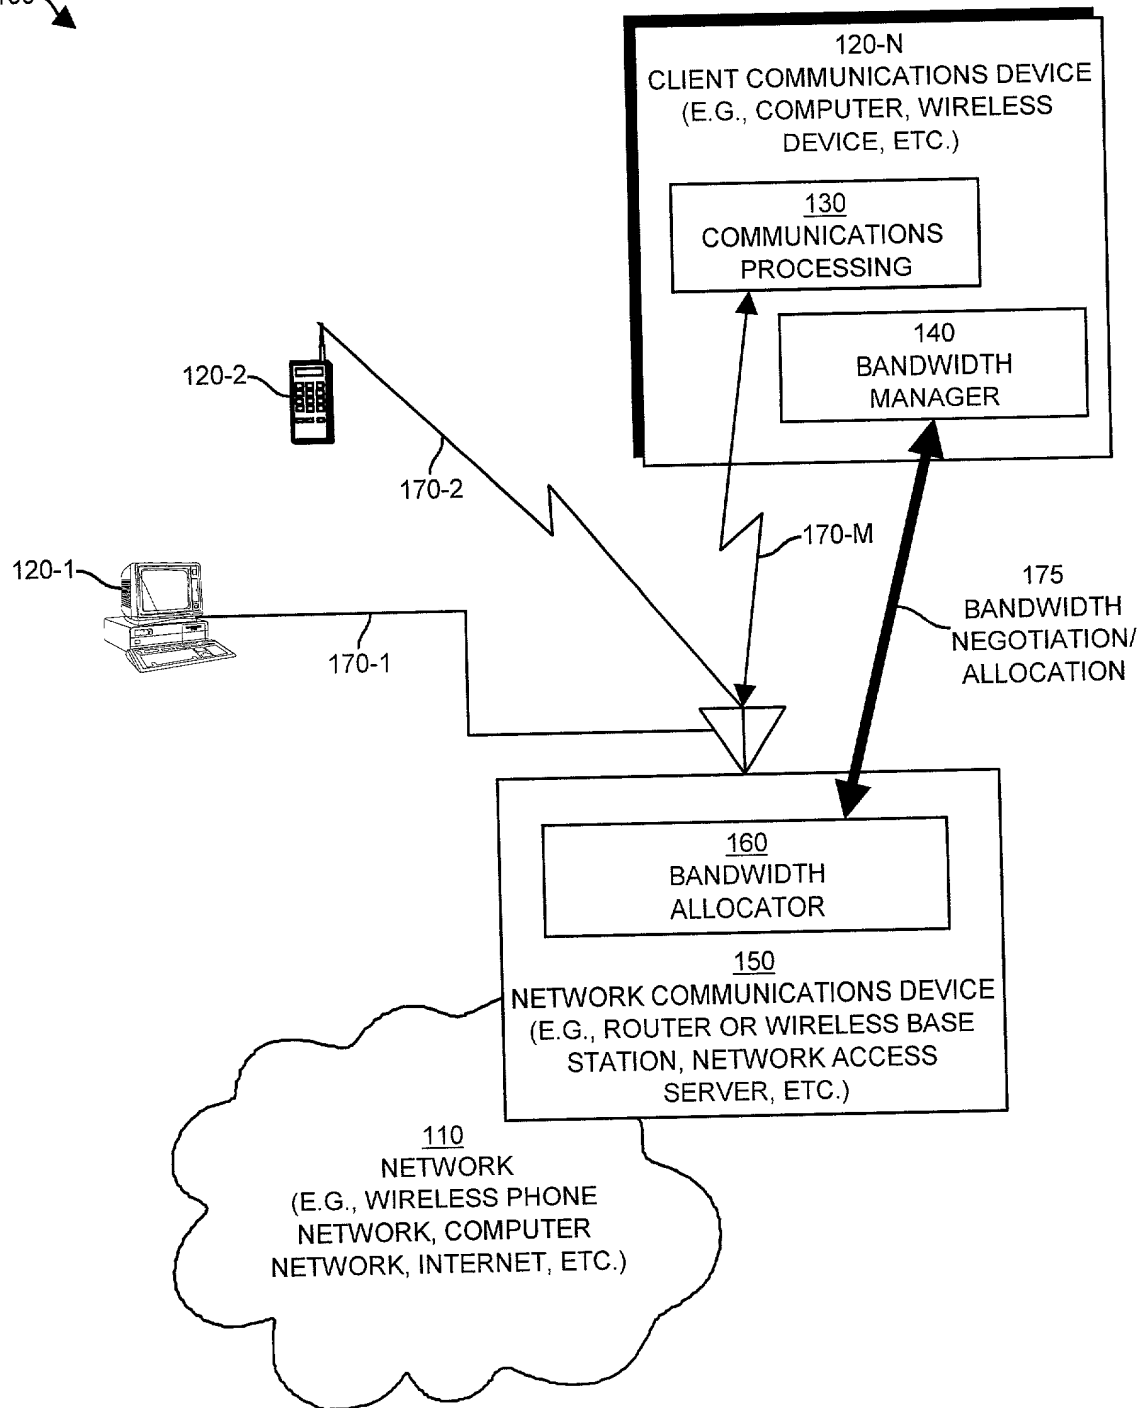 120-N
CLIENT COMMUNICATIONS DEVICE
(E.G., COMPUTER, WIRELESS
DEVICE, ETC.)
130
COMMUNICATIONS
PROCESSING
140
BANDWIDTH
MANAGER
120-2
170-2
170-M
120-1
170-1
175
BANDWIDTH
NEGOTIATION/
ALLOCATION
160
BANDWIDTH
ALLOCATOR
150
NETWORK COMMUNICATIONS DEVICE
(E.G., ROUTER OR WIRELESS BASE
STATION, NETWORK ACCESS
SERVER, ETC.)
110
NETWORK
(E.G., WIRELESS PHONE
NETWORK, COMPUTER
NETWORK, INTERNET, ETC.)